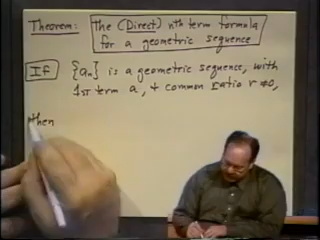 Theorem: The (Direct) nth term formula
for a geometric sequence
If {aₙ} is a geometric sequence, with
1st term a, + common ratio r ≠ 0,
then